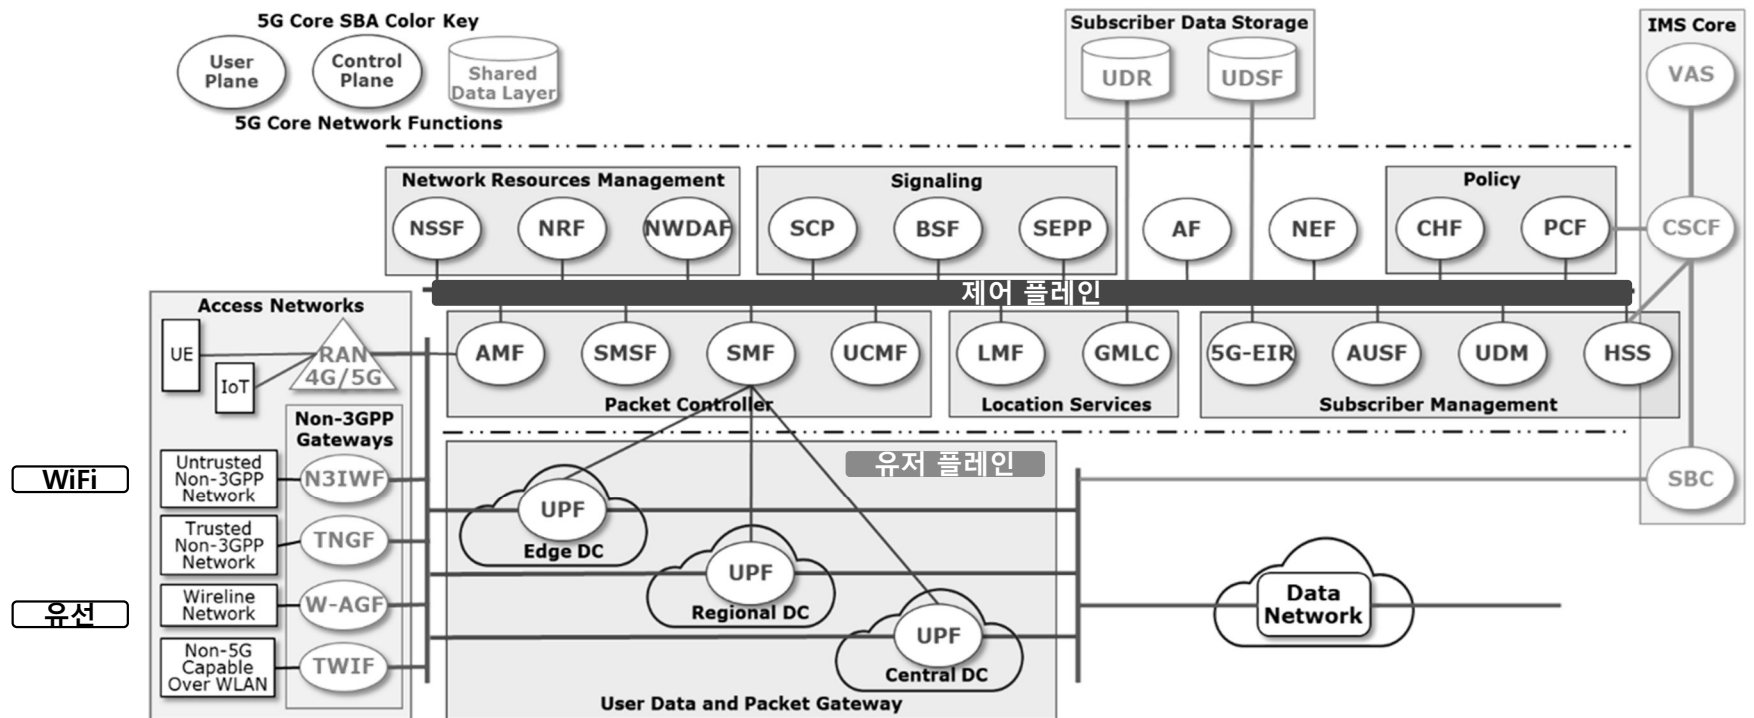 5G Core SBA Color Key
User
Plane
Control
Plane
Shared
Data Layer
5G Core Network Functions
Subscriber Data Storage
UDR
UDSF
IMS Core
VAS
CSCF
SBC
Network Resources Management
NSSF
NRF
NWDAF
Signaling
SCP
BSF
SEPP
AF
NEF
Policy
CHF
PCF
제어 플레인
Access Networks
UE
IoT
RAN
4G/5G
Non-3GPP
Gateways
Untrusted
Non-3GPP
Network
N3IWF
Trusted
Non-3GPP
Network
TNGF
Wireline
Network
W-AGF
Non-5G
Capable
Over WLAN
TWIF
WiFi
유선
AMF
SMSF
SMF
UCMF
Packet Controller
LMF
GMLC
Location Services
5G-EIR
AUSF
UDM
HSS
Subscriber Management
유저 플레인
UPF
Edge DC
UPF
Regional DC
UPF
Central DC
User Data and Packet Gateway
Data
Network